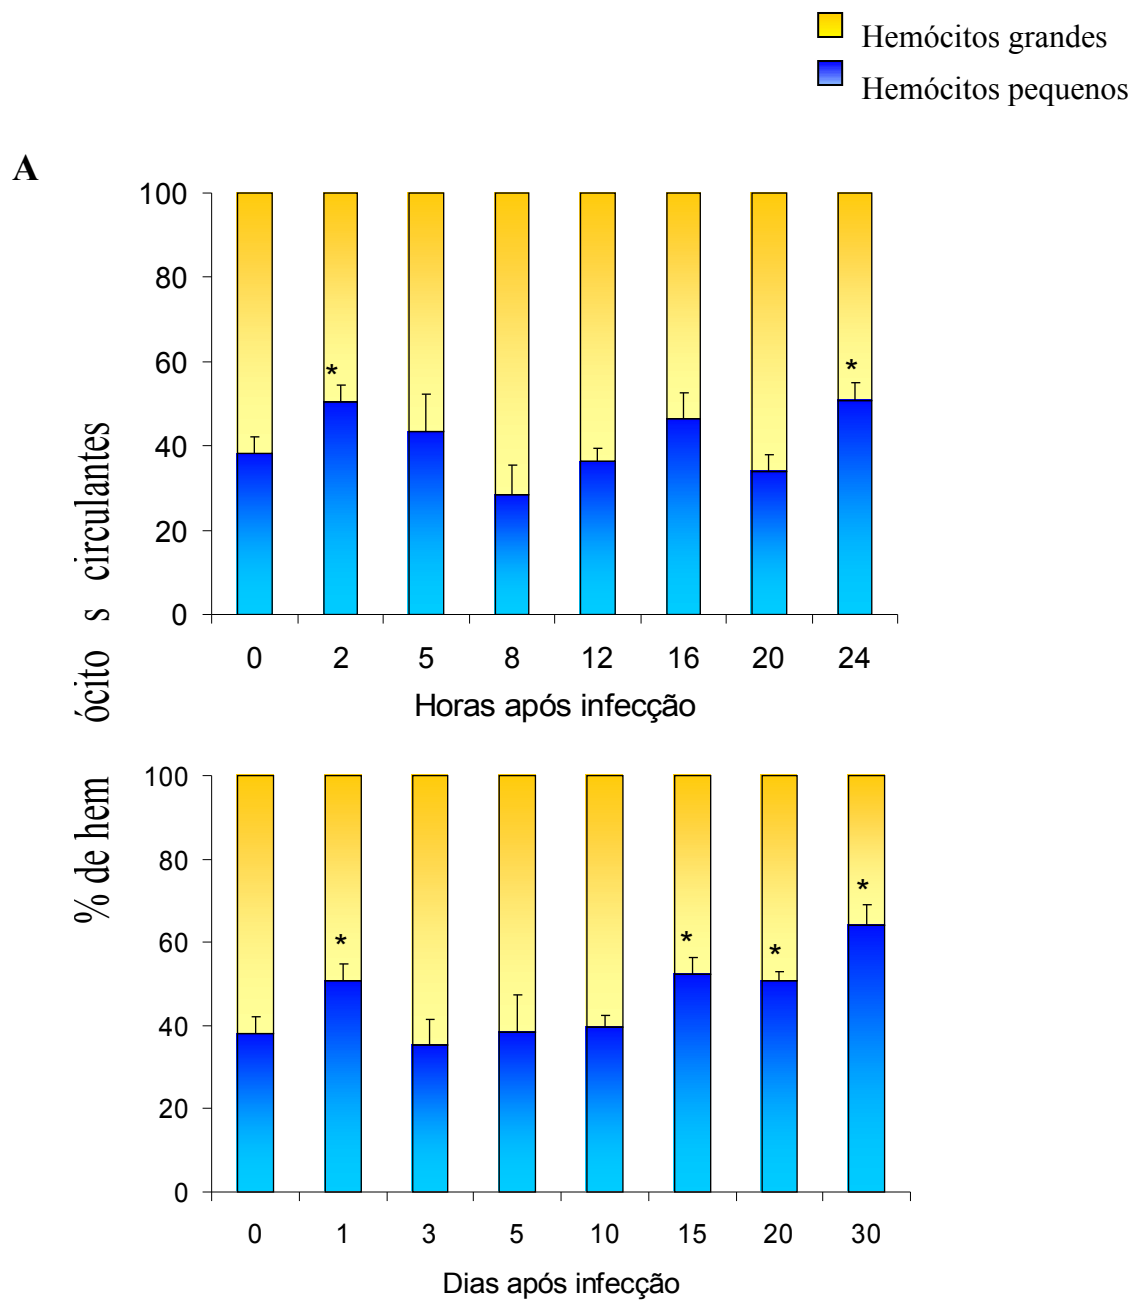 Hemócitos grandes
Hemócitos pequenos
A
% de hem ócito s circulantes
100
80
60
40
20
0
*
*
0 2 5 8 12 16 20 24
Horas após infecção
100
80
60
40
20
0
*
*
*
*
0 1 3 5 10 15 20 30
Dias após infecção